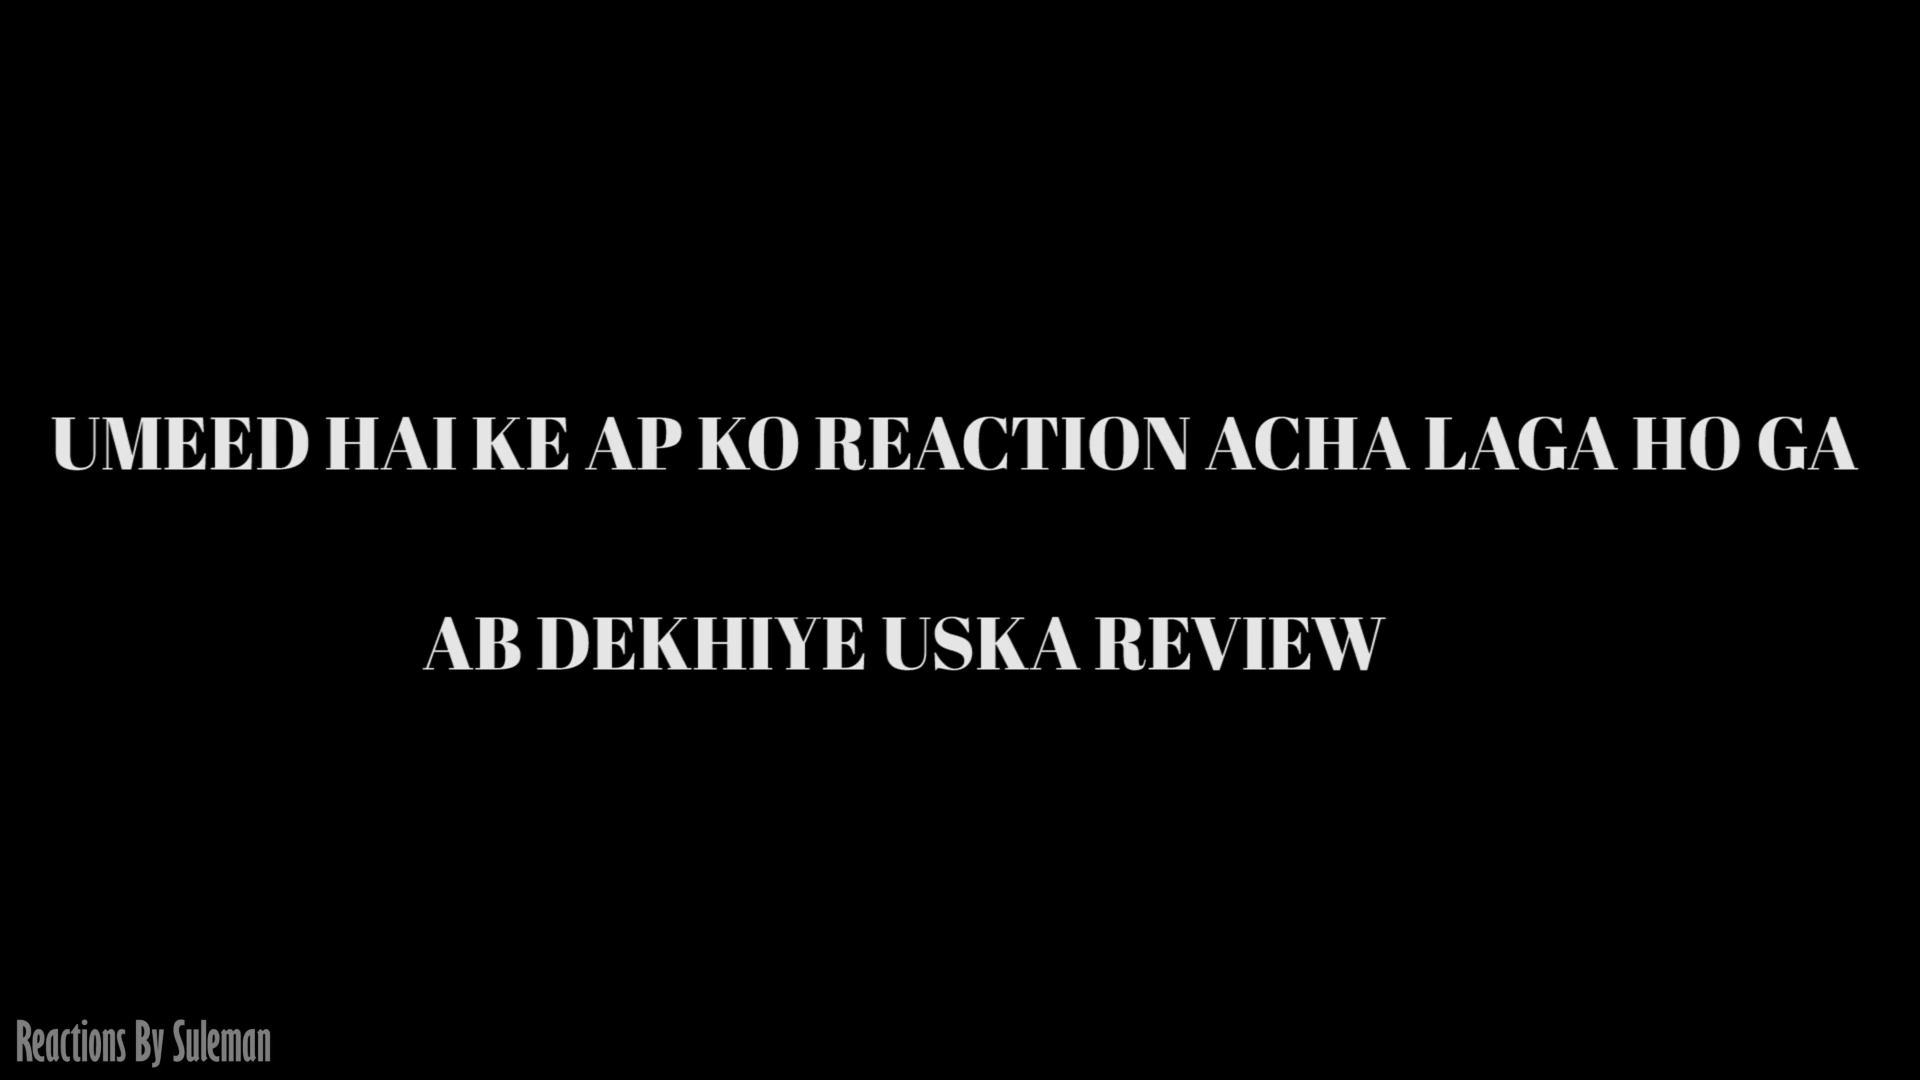 UMEED HAI KE AP KO REACTION ACHA LAGA HO GA
AB DEKHIYE USKA REVIEW
Reactions By Suleman